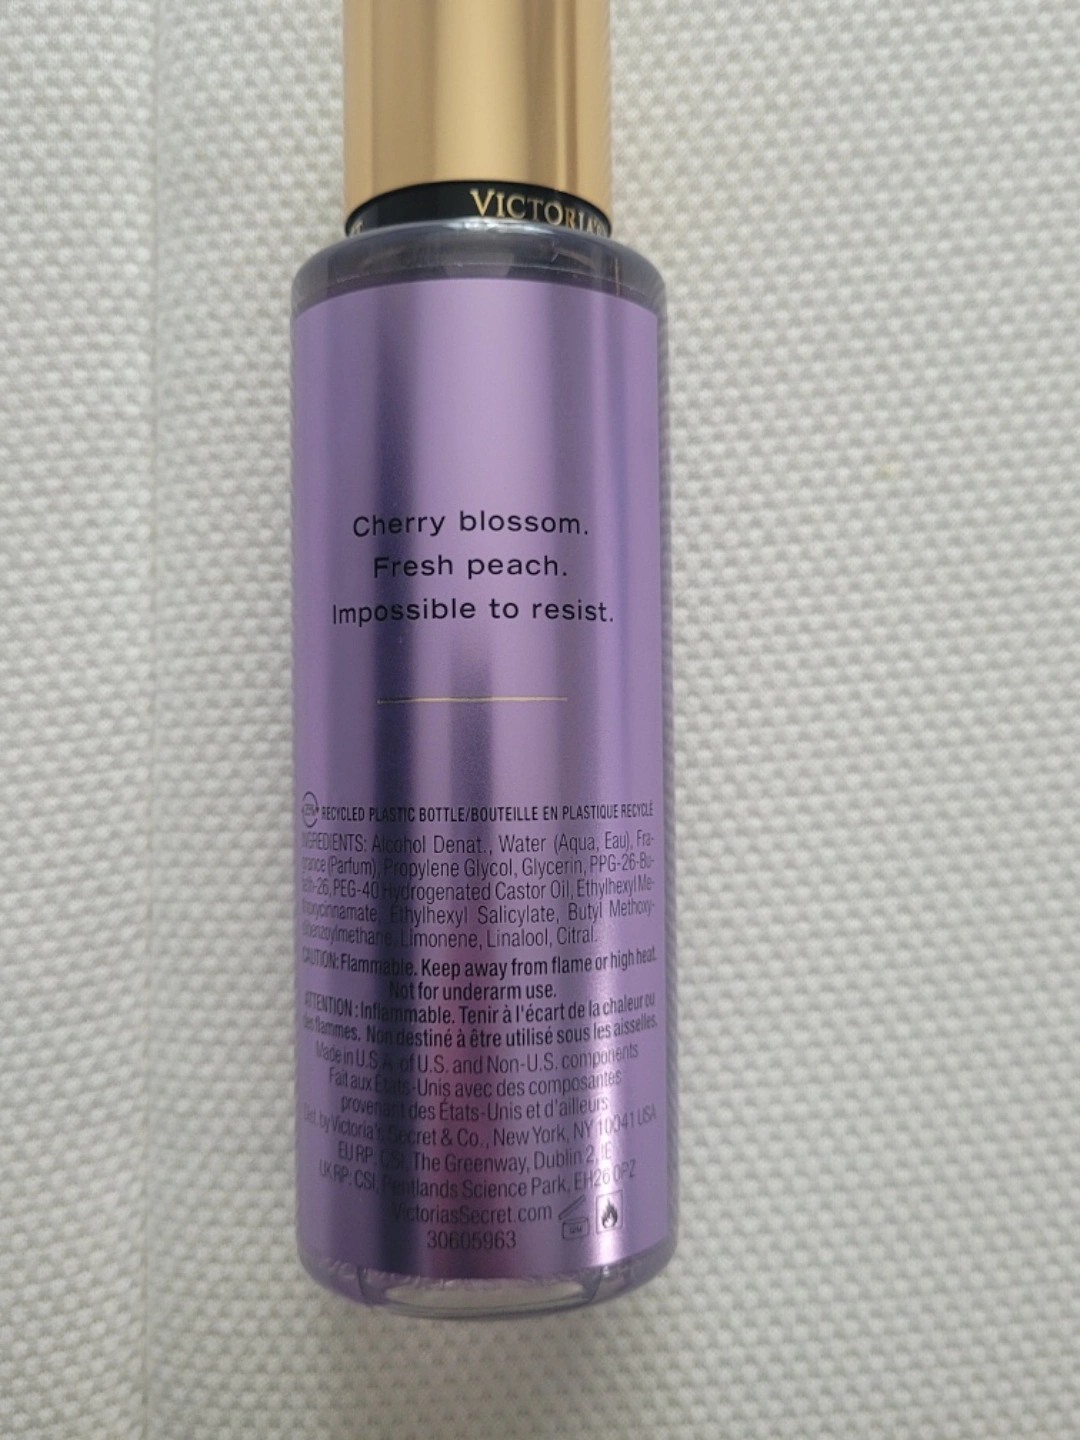 VICTORIA'S
Cherry blossom.
Fresh peach.
Impossible to resist.
RECYCLED PLASTIC BOTTLE/BOUTEILLE EN PLASTIQUE RECYCLÉ
INGREDIENTS: Alcohol Denat., Water (Aqua, Eau), Fra-
grance (Parfum), Propylene Glycol, Glycerin, PPG-26-Bu-
teth-26, PEG-40 Hydrogenated Castor Oil, Ethylhexyl Me-
thoxycinnamate, Ethylhexyl Salicylate, Butyl Methoxy-
dibenzoylmethane, Limonene, Linalool, Citral.
CAUTION: Flammable. Keep away from flame or high heat.
Not for underarm use.
ATTENTION : Inflammable. Tenir à l'écart de la chaleur ou
des flammes. Non destiné à être utilisé sous les aisselles.
Made in U.S.A. of U.S. and Non-U.S. components
Fait aux États-Unis avec des composantes
provenant des États-Unis et d'ailleurs
Dist. by Victoria's Secret & Co., New York, NY 10041 USA
EU RP: CSI, The Greenway, Dublin 2, IE
UK RP: CSI, Pentlands Science Park, EH26 0PZ
VictoriasSecret.com
30605963